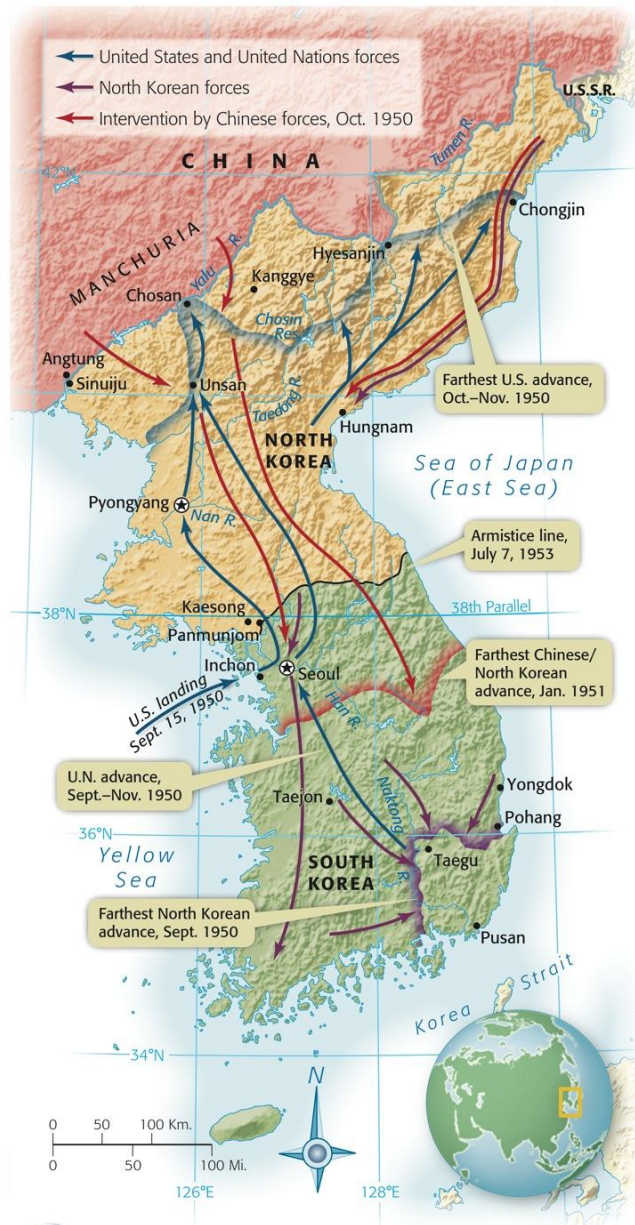 United States and United Nations forces
North Korean forces
Intervention by Chinese forces, Oct. 1950
U.S.S.R.
CHINA
42°N
Tumen R.
Chongjin
Hyesanjin
MANCHURIA
Yalu R.
Kanggye
Chosan
Chosin
Res.
Angtung
Sinuiju
Unsan
Taedong R.
Farthest U.S. advance,
Oct.–Nov. 1950
Hungnam
NORTH
KOREA
Sea of Japan
(East Sea)
Pyongyang
Nan R.
Armistice line,
July 7, 1953
Kaesong
38°N
38th Parallel
Panmunjom
Inchon
Seoul
Farthest Chinese/
North Korean
advance, Jan. 1951
U.S. landing
Sept. 15, 1950
Han R.
U.N. advance,
Sept.–Nov. 1950
Taejon
Naktong R.
Yongdok
Pohang
36°N
Yellow
Sea
SOUTH
KOREA
Taegu
Farthest North Korean
advance, Sept. 1950
Pusan
Korea Strait
34°N
N
0 50 100 Km.
0 50 100 Mi.
126°E
128°E